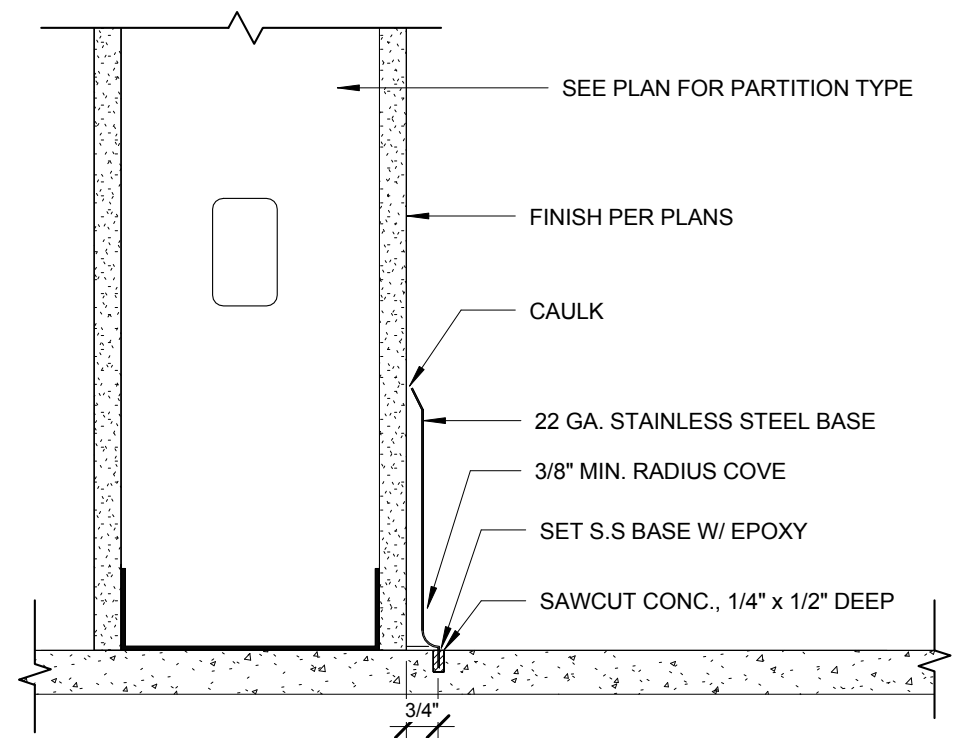 SEE PLAN FOR PARTITION TYPE
FINISH PER PLANS
CAULK
22 GA. STAINLESS STEEL BASE
3/8" MIN. RADIUS COVE
SET S.S BASE W/ EPOXY
SAWCUT CONC., 1/4" x 1/2" DEEP
3/4"